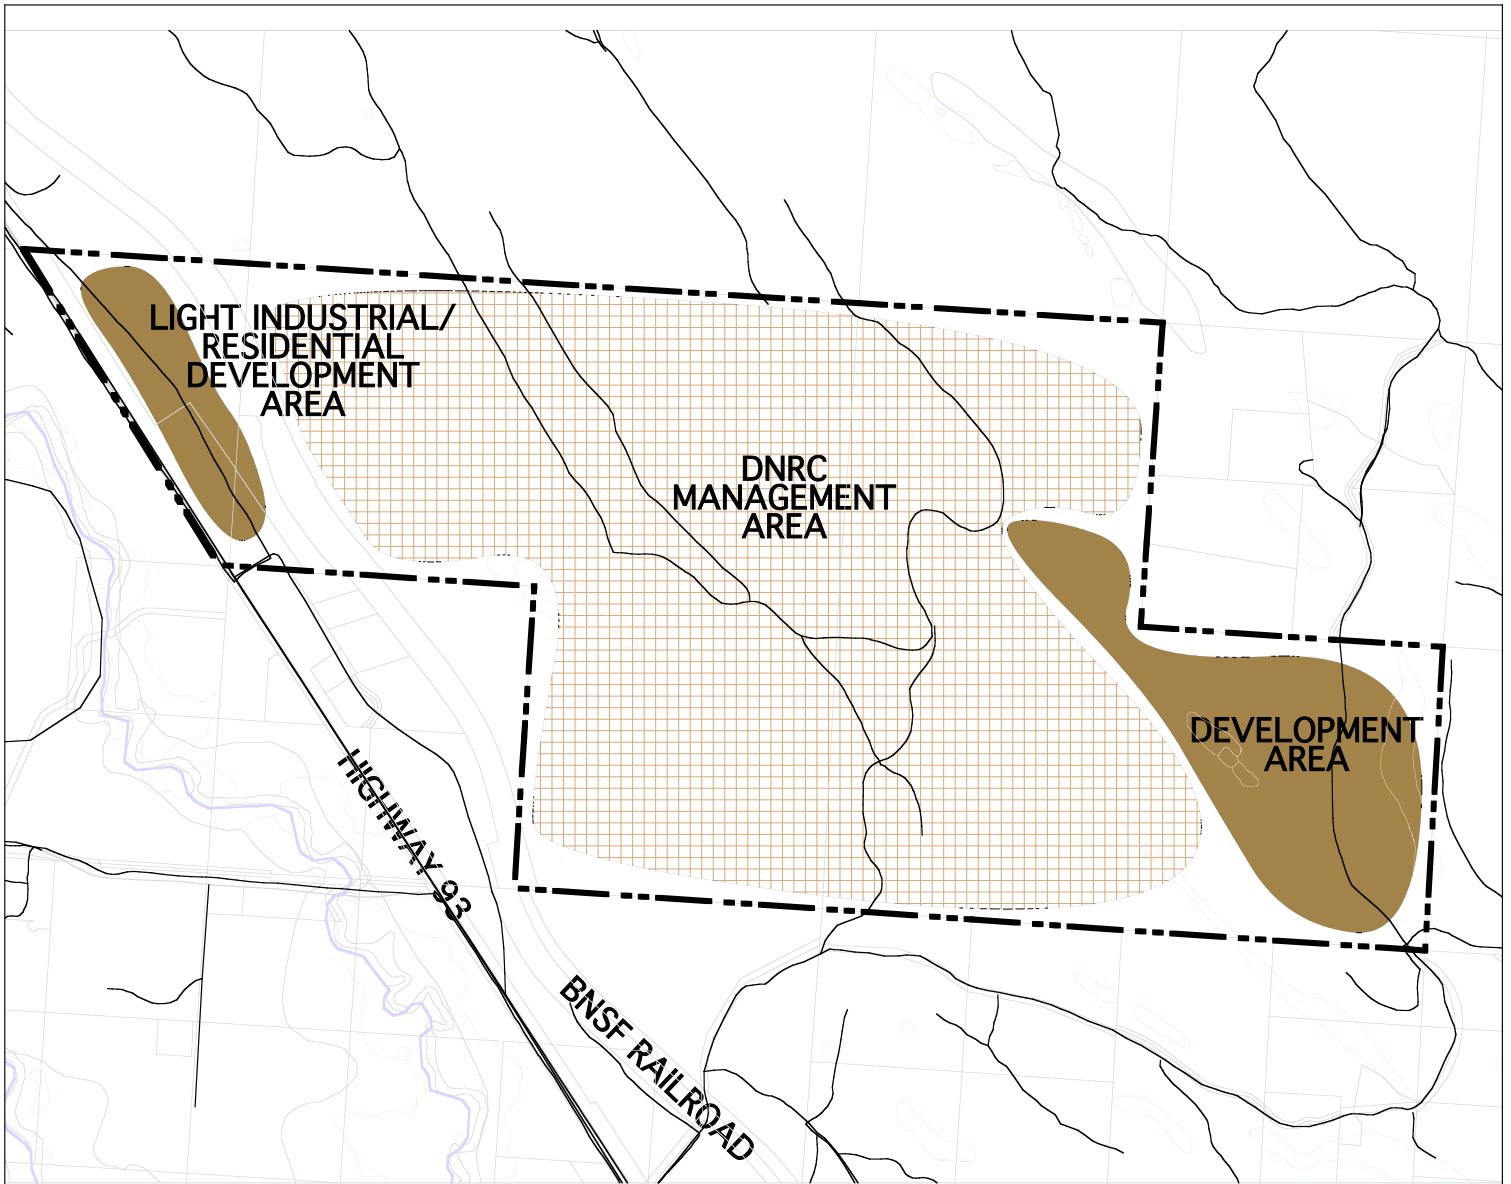 LIGHT INDUSTRIAL/
RESIDENTIAL
DEVELOPMENT
AREA
DNRC
MANAGEMENT
AREA
DEVELOPMENT
AREA
HIGHWAY 93
BNSF RAILROAD